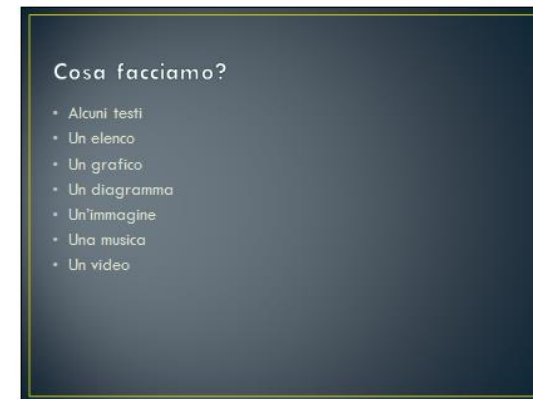 Cosa facciamo?
• Alcuni testi
• Un elenco
• Un grafico
• Un diagramma
• Un'immagine
• Una musica
• Un video